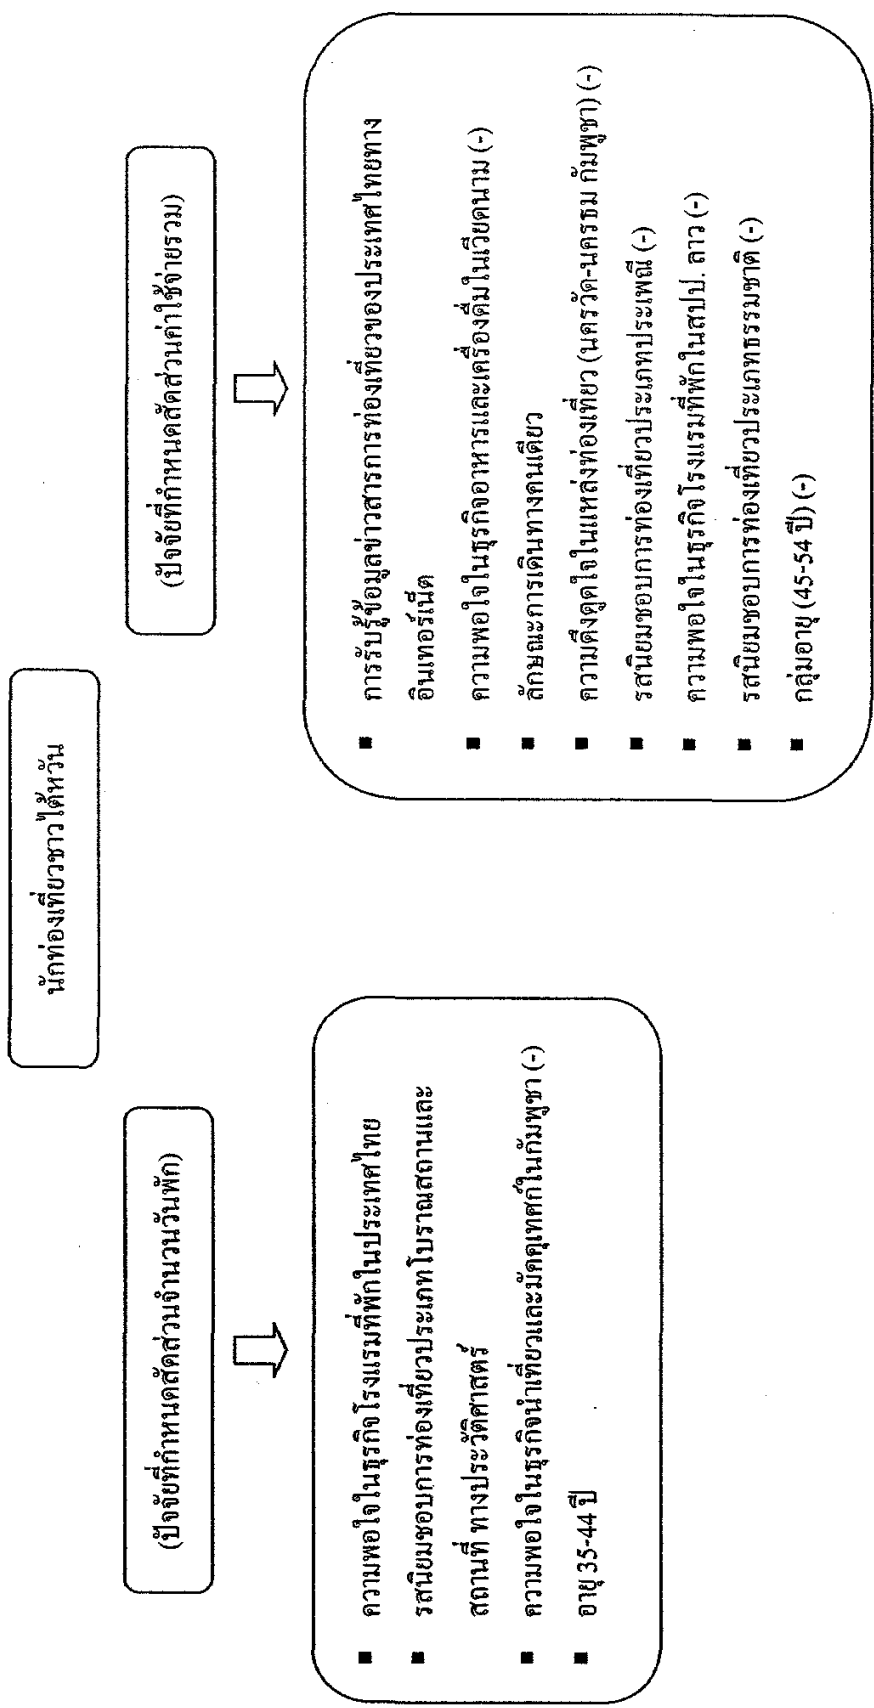 นักท่องเที่ยวชาวไต้หวัน
(ปัจจัยที่กำหนดสัดส่วนจำนวนวันพัก)
■ ความพอใจในธุรกิจโรงแรมที่พักในประเทศไทย
■ รสนิยมชอบการท่องเที่ยวประเภทโบราณสถานและ
สถานที่ ทางประวัติศาสตร์
■ ความพอใจในธุรกิจนำเที่ยวและมัคคุเทศก์ในกัมพูชา (-)
■ อายุ 35-44 ปี
(ปัจจัยที่กำหนดสัดส่วนค่าใช้จ่ายรวม)
■ การรับรู้ข้อมูลข่าวสารการท่องเที่ยวของประเทศไทยทาง
อินเทอร์เน็ต
■ ความพอใจในธุรกิจอาหารและเครื่องดื่มในเวียดนาม (-)
■ ลักษณะการเดินทางคนเดียว
■ ความดึงดูดใจในแหล่งท่องเที่ยว (นครวัด-นครธม กัมพูชา) (-)
■ รสนิยมชอบการท่องเที่ยวประเภทประเพณี (-)
■ ความพอใจในธุรกิจโรงแรมที่พักในสปป. ลาว (-)
■ รสนิยมชอบการท่องเที่ยวประเภทธรรมชาติ (-)
■ กลุ่มอายุ (45-54 ปี) (-)